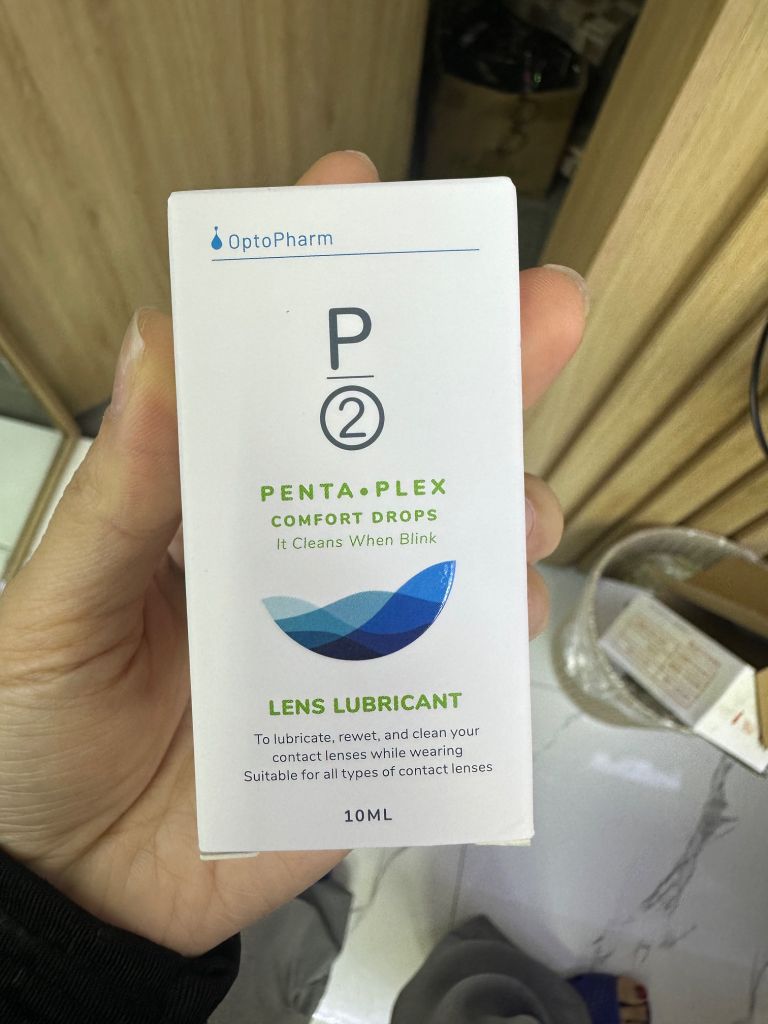 OptoPharm
P
2
PENTA•PLEX
COMFORT DROPS
It Cleans When Blink
LENS LUBRICANT
To lubricate, rewet, and clean your
contact lenses while wearing
Suitable for all types of contact lenses
10ML